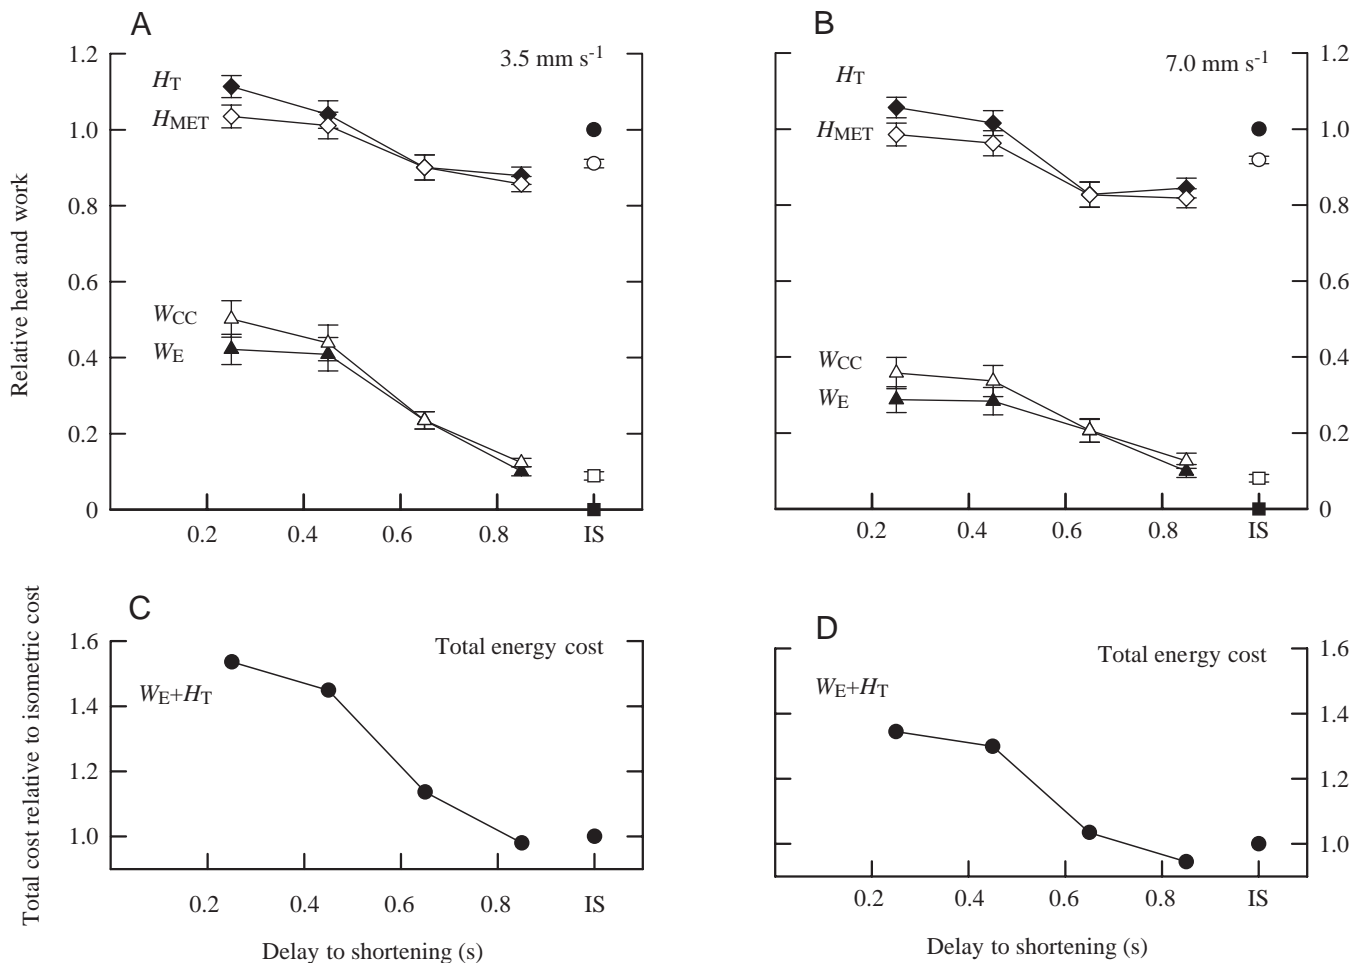 A
3.5 mm s-1
Relative heat and work
1.2
1.0
0.8
0.6
0.4
0.2
0
HT
HMET
WCC
WE
0.2 0.4 0.6 0.8 IS
B
7.0 mm s-1
1.2
1.0
0.8
0.6
0.4
0.2
0
HT
HMET
WCC
WE
0.2 0.4 0.6 0.8 IS
C
Total energy cost
Total cost relative to isometric cost
1.6
1.4
1.2
1.0
WE+HT
0.2 0.4 0.6 0.8 IS
Delay to shortening (s)
D
Total energy cost
1.6
1.4
1.2
1.0
WE+HT
0.2 0.4 0.6 0.8 IS
Delay to shortening (s)